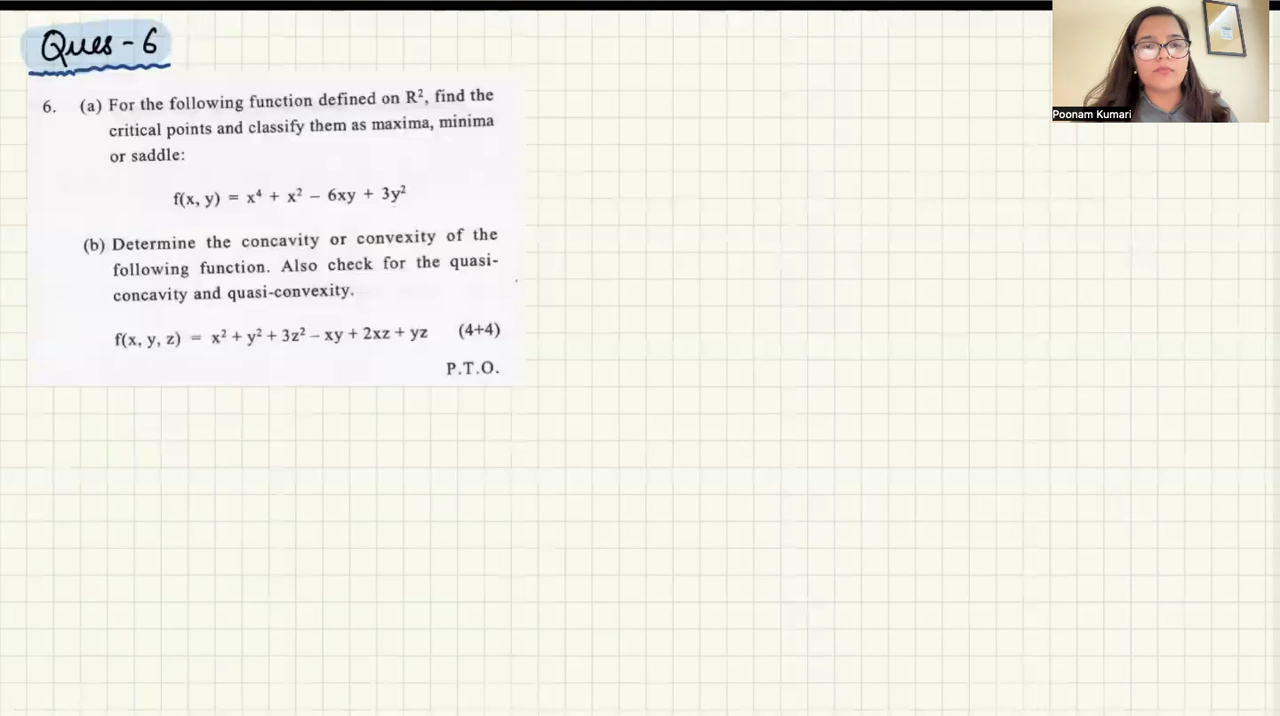 Ques - 6
6. (a) For the following function defined on R², find the
critical points and classify them as maxima, minima
or saddle:
f(x, y) = x⁴ + x² – 6xy + 3y²
(b) Determine the concavity or convexity of the
following function. Also check for the quasi-
concavity and quasi-convexity.
f(x, y, z) = x² + y² + 3z² – xy + 2xz + yz (4+4)
P.T.O.
Poonam Kumari